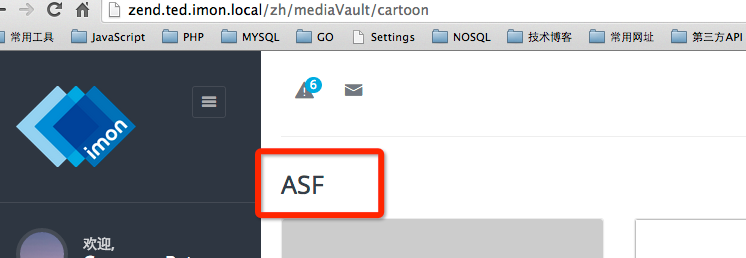 zend.ted.imon.local/zh/mediaVault/cartoon
常用工具 JavaScript PHP MYSQL GO Settings NOSQL 技术博客 常用网址 第三方API
6
imon
ASF
欢迎,